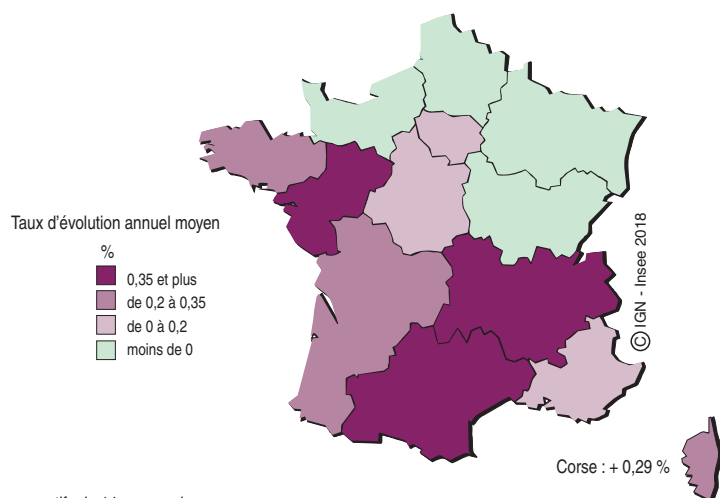 Taux d'évolution annuel moyen
%
0,35 et plus
de 0,2 à 0,35
de 0 à 0,2
moins de 0
© IGN - Insee 2018
Corse : + 0,29 %